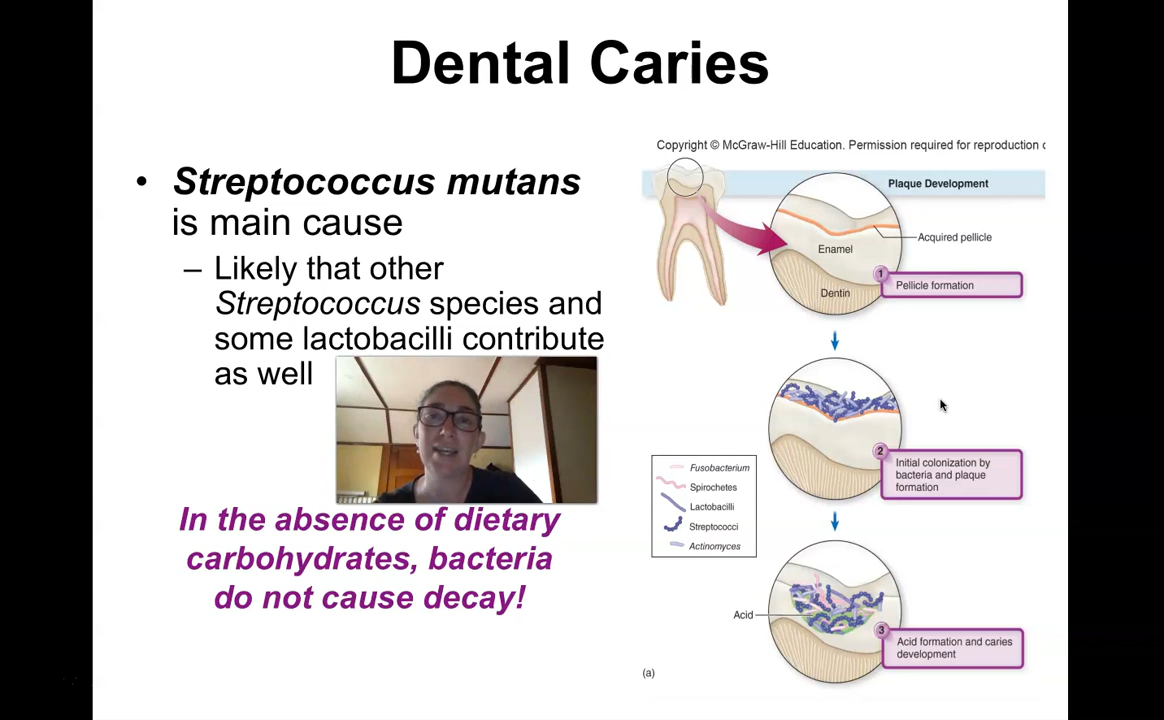 Dental Caries
• Streptococcus mutans
is main cause
– Likely that other
Streptococcus species and
some lactobacilli contribute
as well
In the absence of dietary
carbohydrates, bacteria
do not cause decay!
Copyright © McGraw-Hill Education. Permission required for reproduction
Plaque Development
Acquired pellicle
Enamel
Dentin
1
Pellicle formation
2
Initial colonization by
bacteria and plaque
formation
Fusobacterium
Spirochetes
Lactobacilli
Streptococci
Actinomyces
Acid
3
Acid formation and caries
development
(a)